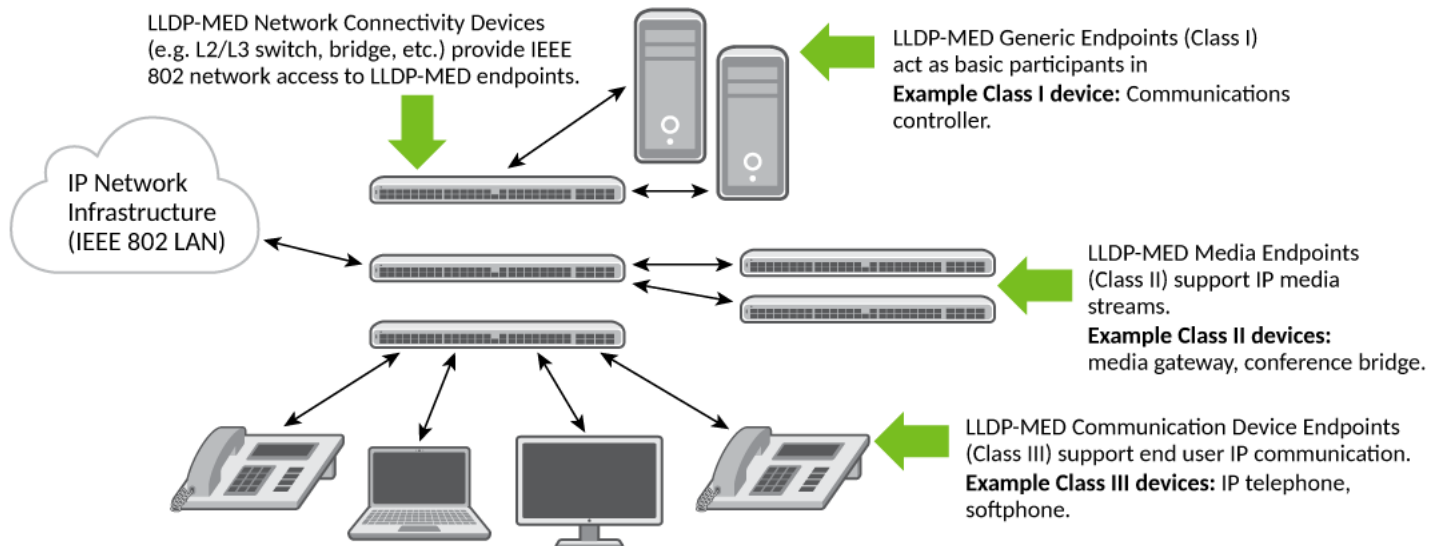 LLDP-MED Network Connectivity Devices
(e.g. L2/L3 switch, bridge, etc.) provide IEEE
802 network access to LLDP-MED endpoints.
LLDP-MED Generic Endpoints (Class I)
act as basic participants in
Example Class I device: Communications
controller.
IP Network
Infrastructure
(IEEE 802 LAN)
LLDP-MED Media Endpoints
(Class II) support IP media
streams.
Example Class II devices:
media gateway, conference bridge.
LLDP-MED Communication Device Endpoints
(Class III) support end user IP communication.
Example Class III devices: IP telephone,
softphone.